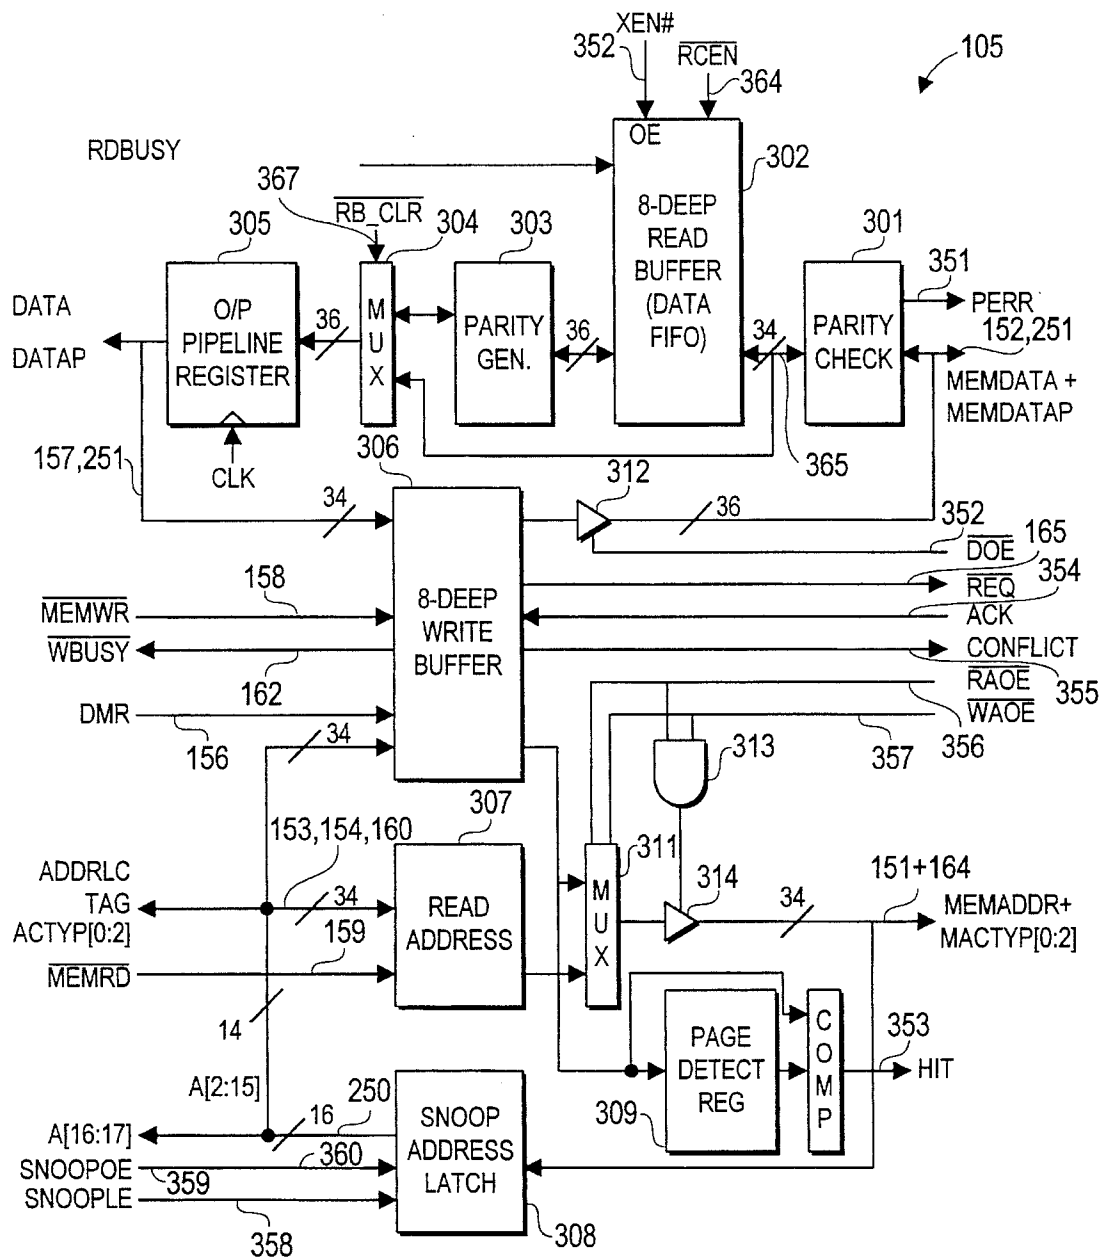 XEN#
352
RCEN
364
105
RDBUSY
OE
302
367
RB_CLR
305
304
303
8-DEEP
READ
BUFFER
(DATA
FIFO)
301
351
DATA
DATAP
O/P
PIPELINE
REGISTER
CLK
36
MUX
PARITY
GEN.
36
34
PARITY
CHECK
PERR
152,251
MEMDATA +
MEMDATAP
365
157,251
306
34
312
36
352
DOE
165
REQ
354
ACK
MEMWR
158
8-DEEP
WRITE
BUFFER
WBUSY
162
CONFLICT
355
RAOE
356
WAOE
357
DMR
156
34
313
307
153,154,160
311
314
ADDRLC
TAG
ACTYP[0:2]
34
READ
ADDRESS
MUX
34
151+164
MEMADDR+
MACTYP[0:2]
159
MEMRD
14
PAGE
DETECT
REG
COMP
353
HIT
309
A[2:15]
250
16
A[16:17]
SNOOP
ADDRESS
LATCH
SNOOPOE
360
359
SNOOPLE
358
308